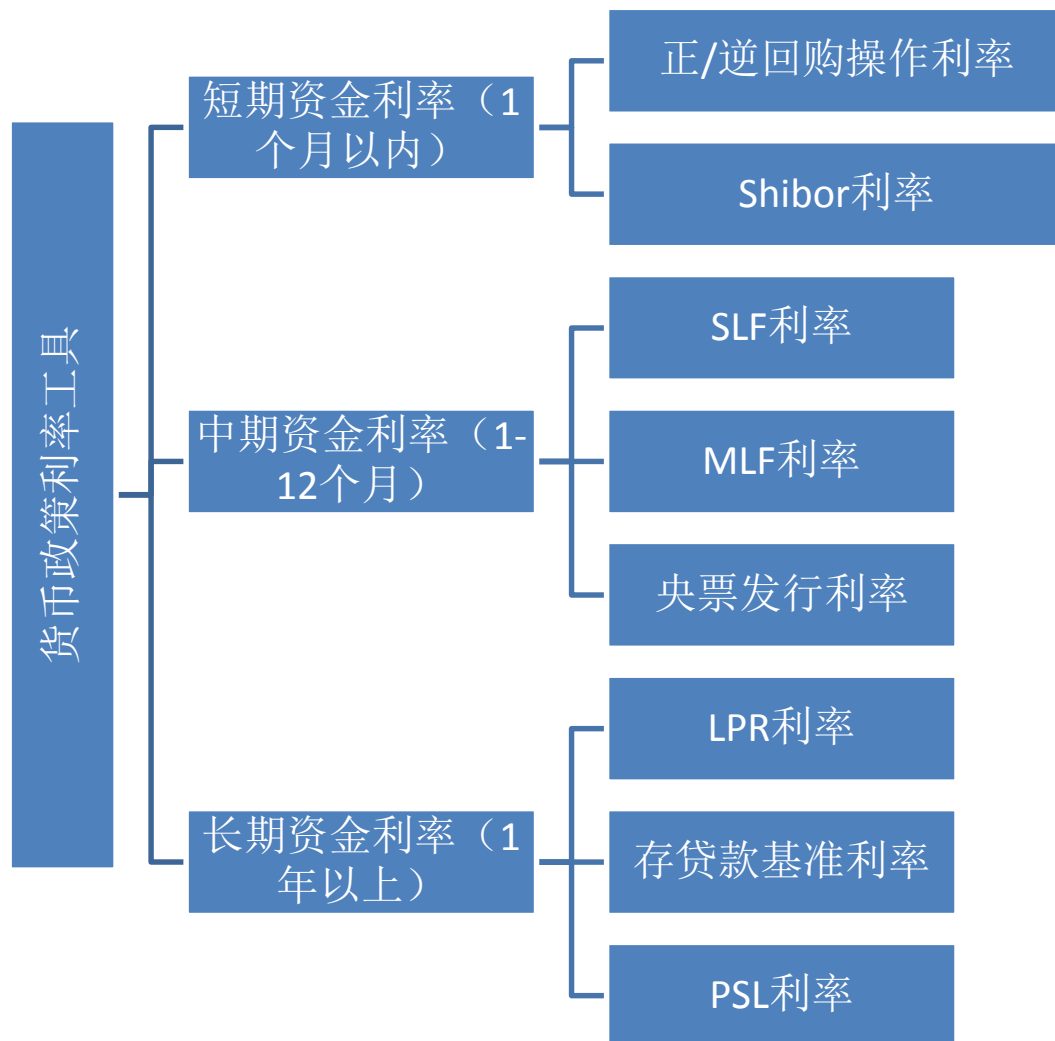 货币政策利率工具
短期资金利率（1
个月以内）
正/逆回购操作利率
Shibor利率
中期资金利率（1-
12个月）
SLF利率
MLF利率
央票发行利率
长期资金利率（1
年以上）
LPR利率
存贷款基准利率
PSL利率